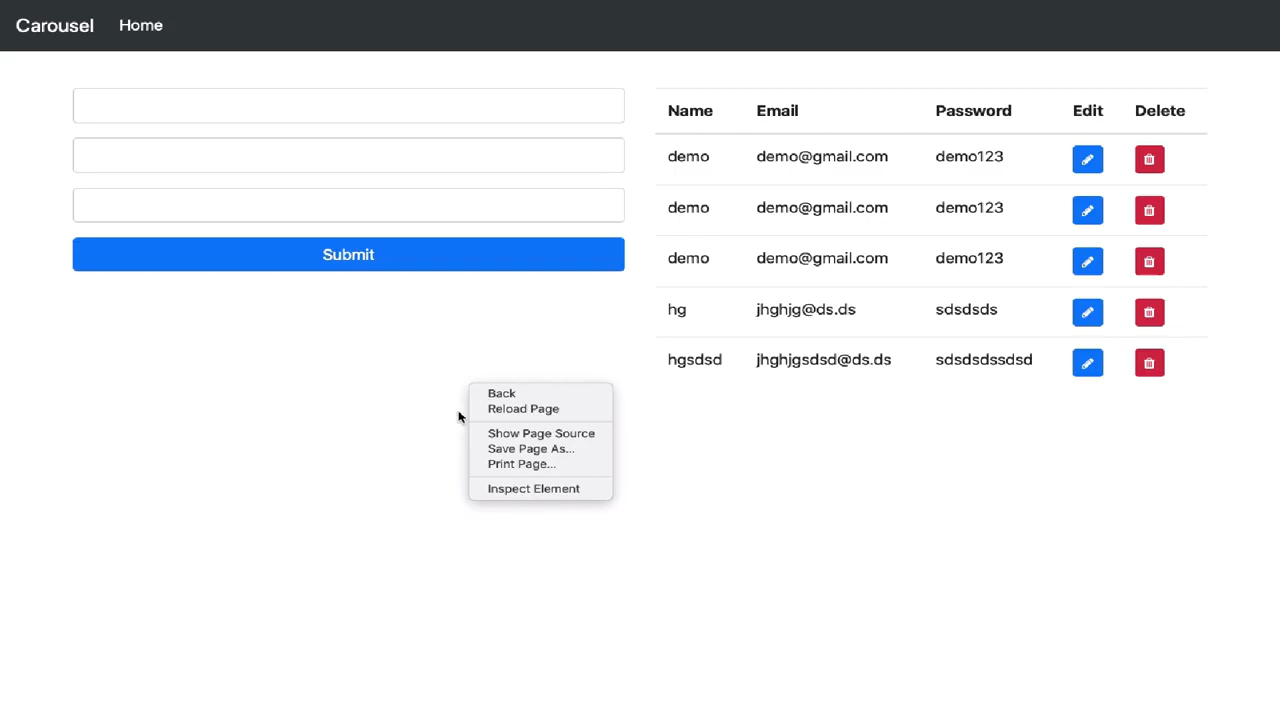 Carousel Home
Submit
Name Email Password Edit Delete
demo demo@gmail.com demo123
demo demo@gmail.com demo123
demo demo@gmail.com demo123
hg jhghjg@ds.ds sdsdsds
hgsdsd jhghjgsdsd@ds.ds sdsdsdssdsd
Back
Reload Page
Show Page Source
Save Page As...
Print Page...
Inspect Element